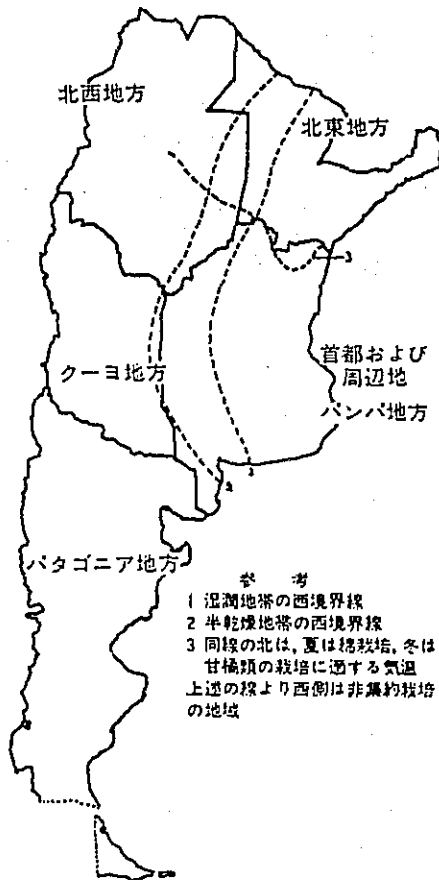 北西地方
北東地方
3
クーヨ地方
首都および
周辺地
パンパ地方
2
1
パタゴニア地方
参 考
1 湿潤地帯の西境界線
2 半乾燥地帯の西境界線
3 同線の北は、夏は綿栽培、冬は
甘橘類の栽培に適する気温
上述の線より西側は非集約栽培
の地域